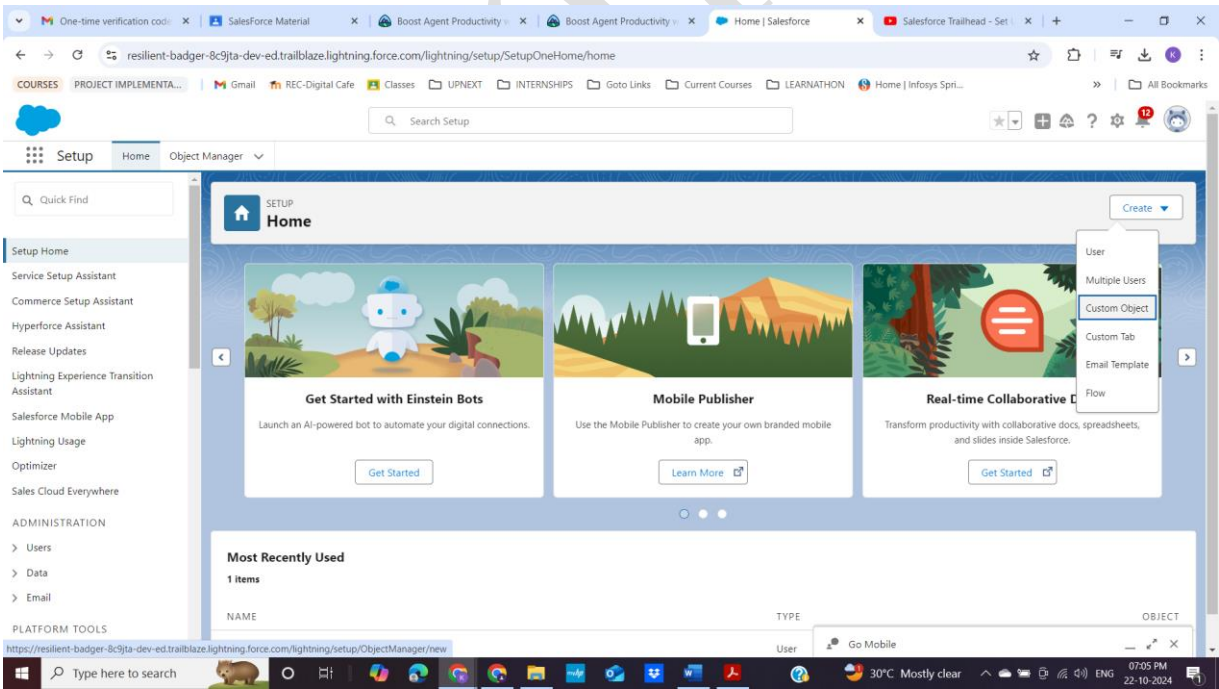 One-time verification code
SalesForce Material
Boost Agent Productivity
Boost Agent Productivity
Home | Salesforce
Salesforce Trailhead - Set
resilient-badger-8c9jta-dev-ed.trailblaze.lightning.force.com/lightning/setup/SetupOneHome/home
K
COURSES
PROJECT IMPLEMENTA...
Gmail
REC-Digital Cafe
Classes
UPNEXT
INTERNSHIPS
Goto Links
Current Courses
LEARNATHON
Home | Infosys Spri...
»
All Bookmarks
Search Setup
12
Setup
Home
Object Manager
Quick Find
SETUP
Home
Create
User
Multiple Users
Custom Object
Custom Tab
Email Template
Flow
Setup Home
Service Setup Assistant
Commerce Setup Assistant
Hyperforce Assistant
Release Updates
Lightning Experience Transition
Assistant
Salesforce Mobile App
Lightning Usage
Optimizer
Sales Cloud Everywhere
ADMINISTRATION
Users
Data
Email
PLATFORM TOOLS
Get Started with Einstein Bots
Launch an AI-powered bot to automate your digital connections.
Get Started
Mobile Publisher
Use the Mobile Publisher to create your own branded mobile
app.
Learn More
Real-time Collaborative D
Transform productivity with collaborative docs, spreadsheets,
and slides inside Salesforce.
Get Started
Most Recently Used
1 items
NAME
TYPE
OBJECT
User
Go Mobile
https://resilient-badger-8c9jta-dev-ed.trailblaze.lightning.force.com/lightning/setup/ObjectManager/new
Type here to search
30°C Mostly clear
ENG
07:05 PM
22-10-2024